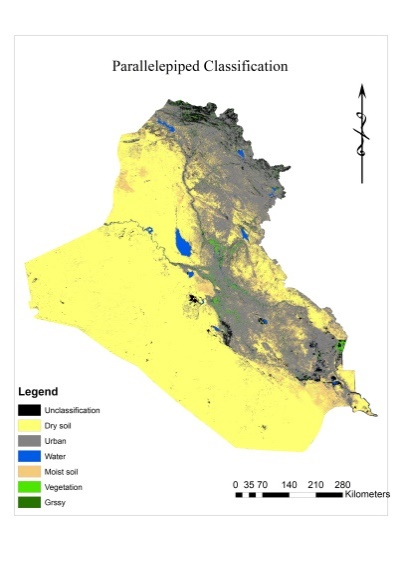 Parallelepiped Classification
Legend
Unclassification
Dry soil
Urban
Water
Moist soil
Vegetation
Grssy
0 35 70 140 210 280
Kilometers